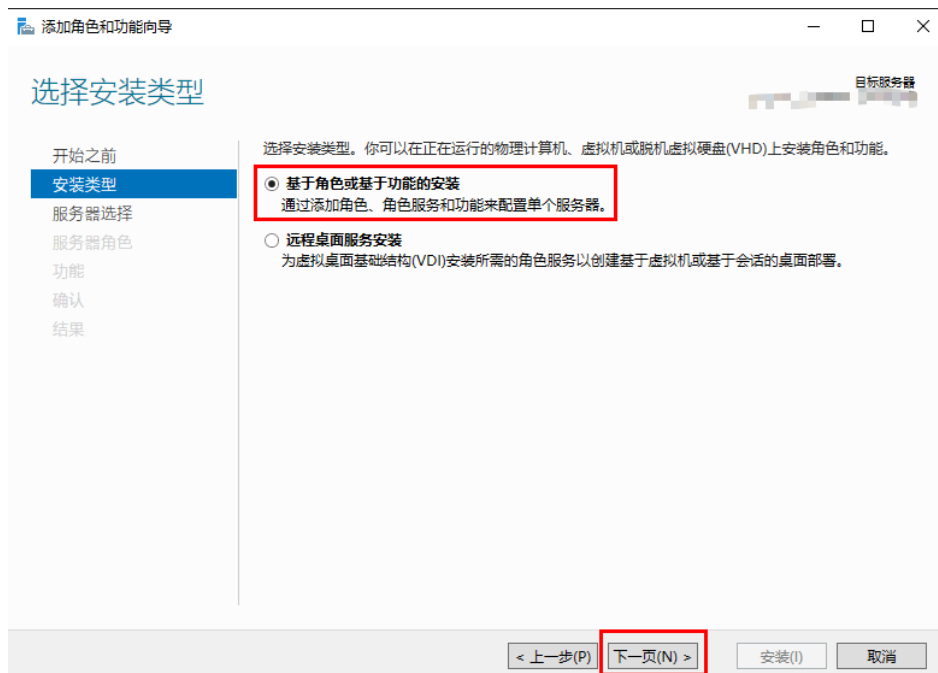 添加角色和功能向导
选择安装类型
目标服务器
开始之前
安装类型
服务器选择
服务器角色
功能
确认
结果
选择安装类型。你可以在正在运行的物理计算机、虚拟机或脱机虚拟硬盘(VHD)上安装角色和功能。
基于角色或基于功能的安装
通过添加角色、角色服务和功能来配置单个服务器。
远程桌面服务安装
为虚拟桌面基础结构(VDI)安装所需的角色服务以创建基于虚拟机或基于会话的桌面部署。
< 上一步(P)
下一页(N) >
安装(I)
取消